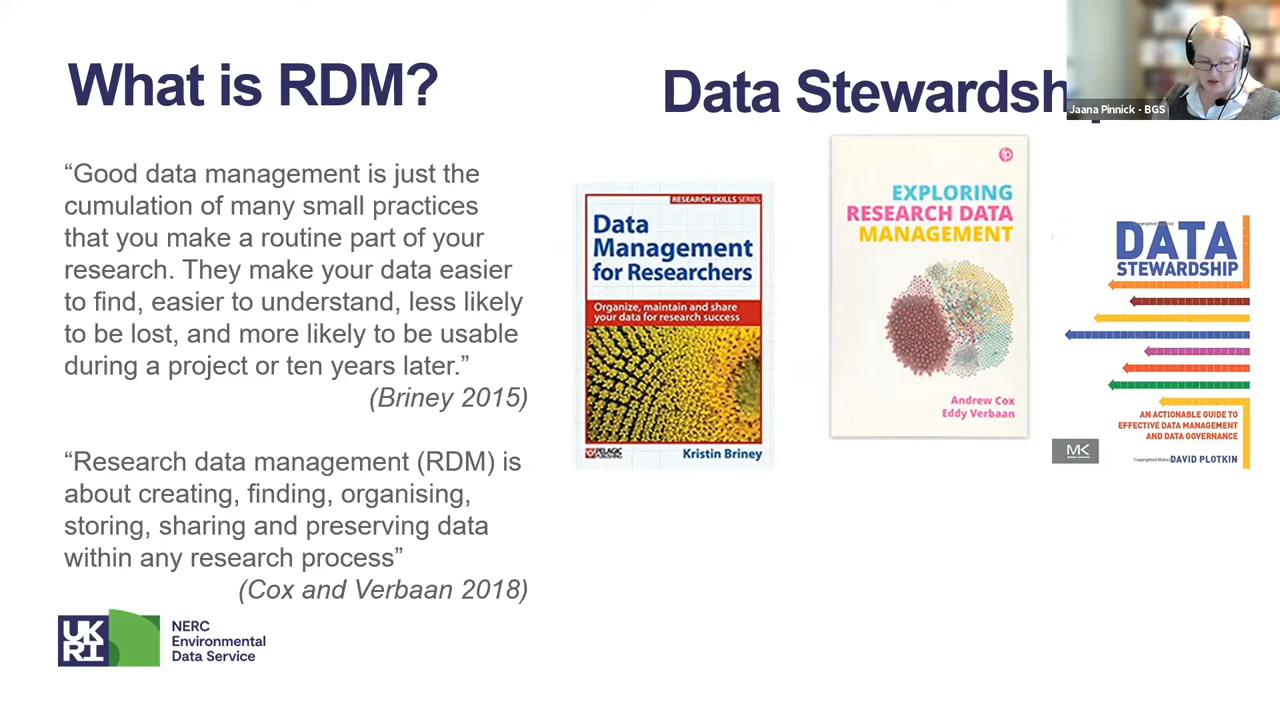 What is RDM?
Data Stewardsh
Jaana Pinnick - BGS
“Good data management is just the
cumulation of many small practices
that you make a routine part of your
research. They make your data easier
to find, easier to understand, less likely
to be lost, and more likely to be usable
during a project or ten years later.”
(Briney 2015)
“Research data management (RDM) is
about creating, finding, organising,
storing, sharing and preserving data
within any research process”
(Cox and Verbaan 2018)
RESEARCH SKILLS SERIES
Data
Management
for Researchers
Organize, maintain and share
your data for research success
PELAGIC
PUBLISHING
Kristin Briney
fp
EXPLORING
RESEARCH DATA
MANAGEMENT
Andrew Cox
Eddy Verbaan
DATA
STEWARDSHIP
AN ACTIONABLE GUIDE TO
EFFECTIVE DATA MANAGEMENT
AND DATA GOVERNANCE
MK
DAVID PLOTKIN
UK
RI
NERC
Environmental
Data Service